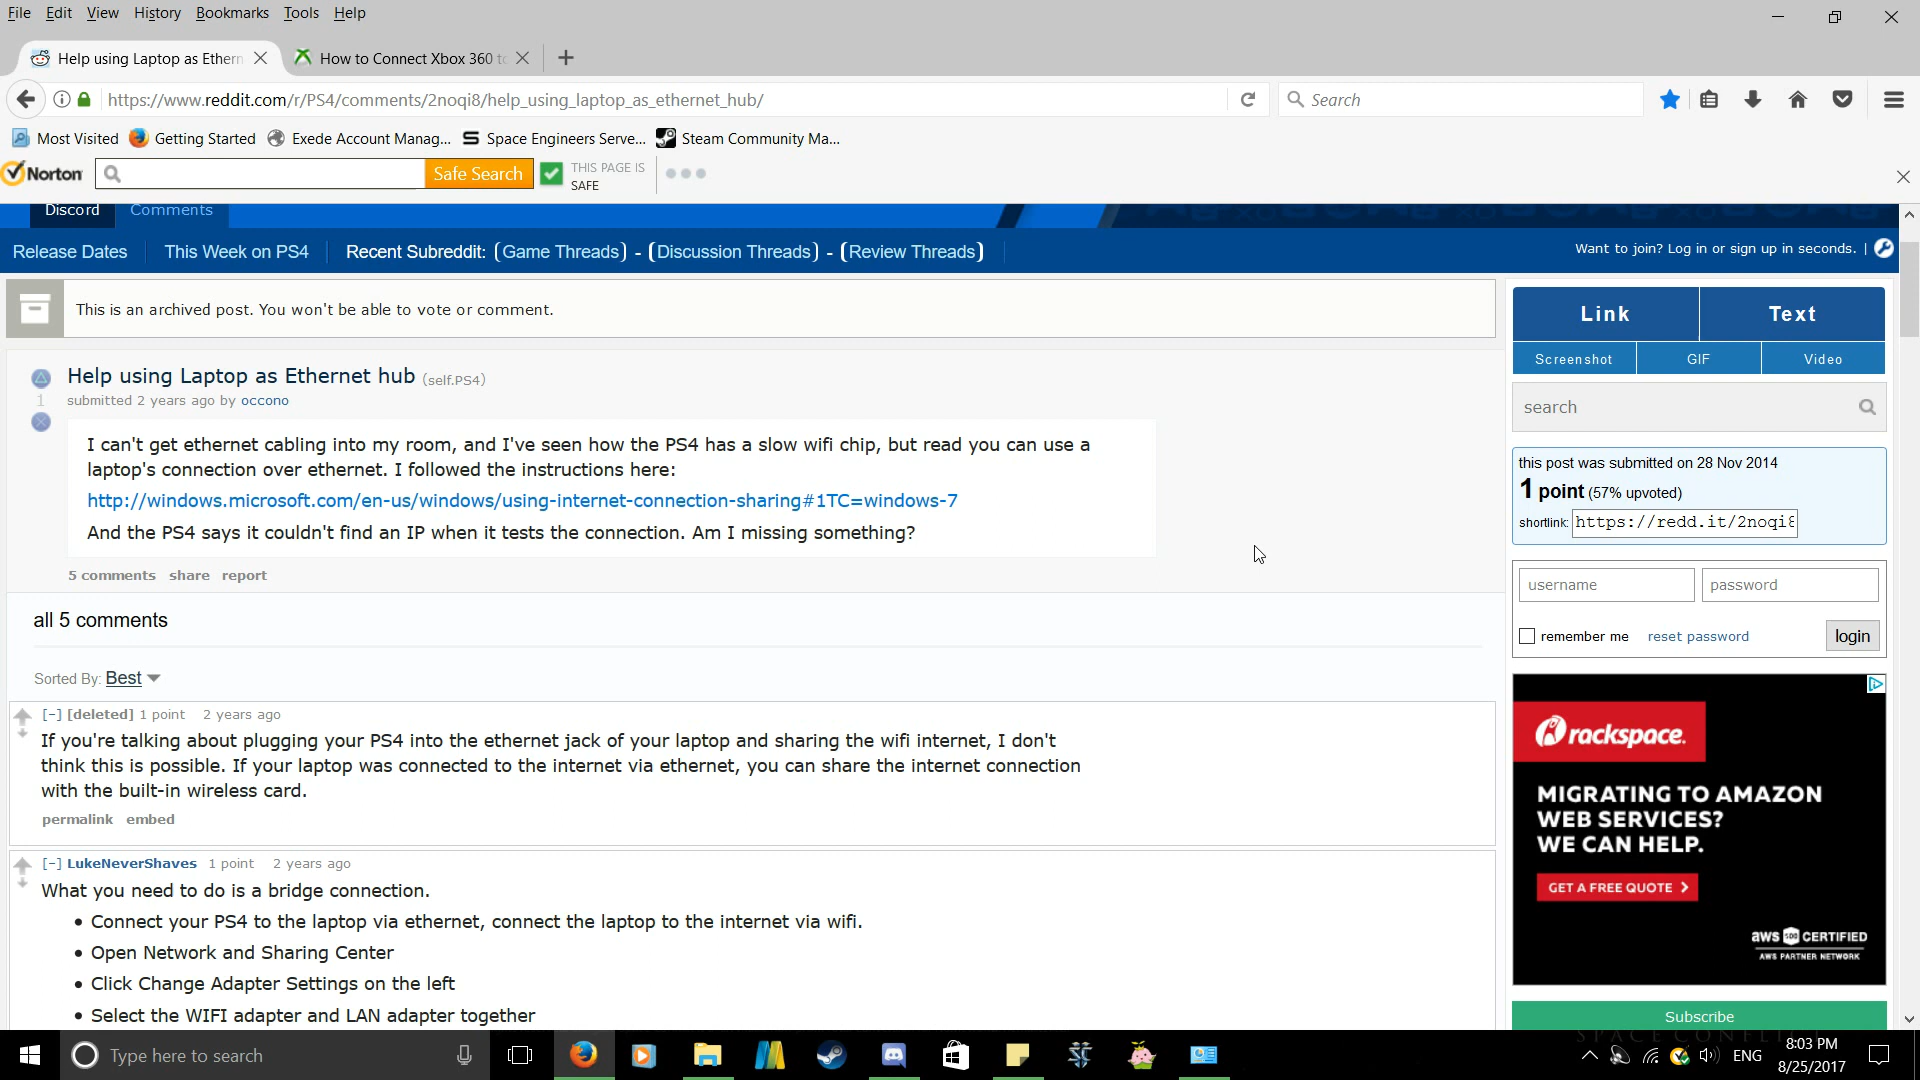 File Edit View History Bookmarks Tools Help
Help using Laptop as Ethern
How to Connect Xbox 360 to
https://www.reddit.com/r/PS4/comments/2noqi8/help_using_laptop_as_ethernet_hub/
Search
Most Visited Getting Started Exede Account Manag... Space Engineers Serve... Steam Community Ma...
Norton Safe Search THIS PAGE IS
SAFE
Discord Comments
Release Dates This Week on PS4 Recent Subreddit: [Game Threads] - [Discussion Threads] - [Review Threads]
Want to join? Log in or sign up in seconds. |
This is an archived post. You won't be able to vote or comment.
Help using Laptop as Ethernet hub (self.PS4)
1
submitted 2 years ago by occono
I can't get ethernet cabling into my room, and I've seen how the PS4 has a slow wifi chip, but read you can use a
laptop's connection over ethernet. I followed the instructions here:
http://windows.microsoft.com/en-us/windows/using-internet-connection-sharing#1TC=windows-7
And the PS4 says it couldn't find an IP when it tests the connection. Am I missing something?
5 comments share report
all 5 comments
Sorted By: Best
[-] [deleted] 1 point 2 years ago
If you're talking about plugging your PS4 into the ethernet jack of your laptop and sharing the wifi internet, I don't
think this is possible. If your laptop was connected to the internet via ethernet, you can share the internet connection
with the built-in wireless card.
permalink embed
[-] LukeNeverShaves 1 point 2 years ago
What you need to do is a bridge connection.
• Connect your PS4 to the laptop via ethernet, connect the laptop to the internet via wifi.
• Open Network and Sharing Center
• Click Change Adapter Settings on the left
• Select the WIFI adapter and LAN adapter together
Link Text
Screenshot GIF Video
search
this post was submitted on 28 Nov 2014
1 point (57% upvoted)
shortlink: https://redd.it/2noqi8
username password
remember me reset password login
rackspace.
MIGRATING TO AMAZON
WEB SERVICES?
WE CAN HELP.
GET A FREE QUOTE >
aws CERTIFIED
AWS PARTNER NETWORK
Subscribe
Type here to search
ENG
8:03 PM
8/25/2017